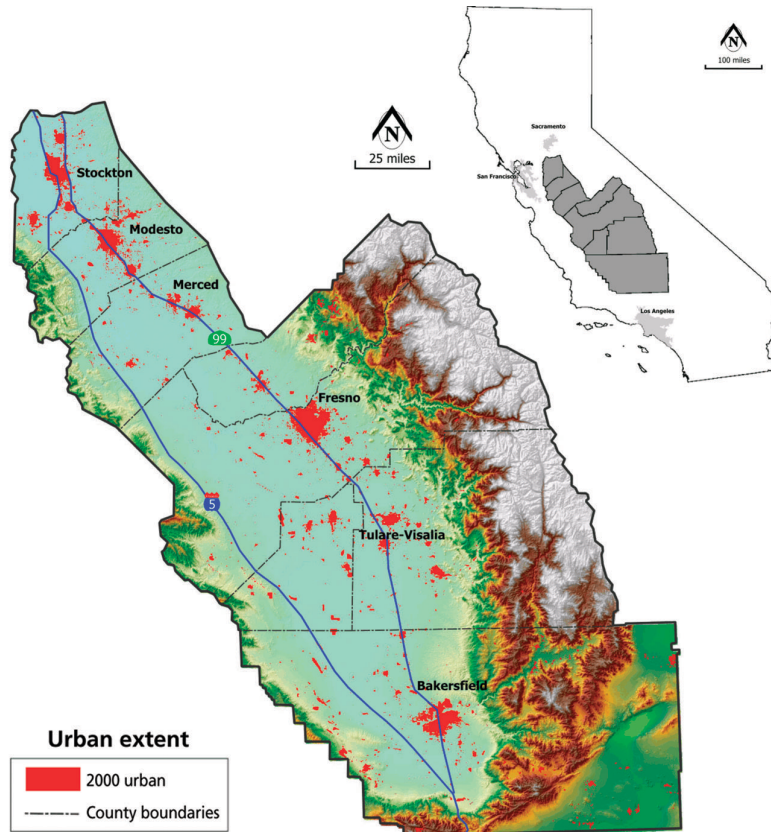 N
100 miles
Sacramento
San Francisco
Los Angeles
N
25 miles
Stockton
Modesto
Merced
99
Fresno
5
Tulare-Visalia
Bakersfield
Urban extent
2000 urban
County boundaries